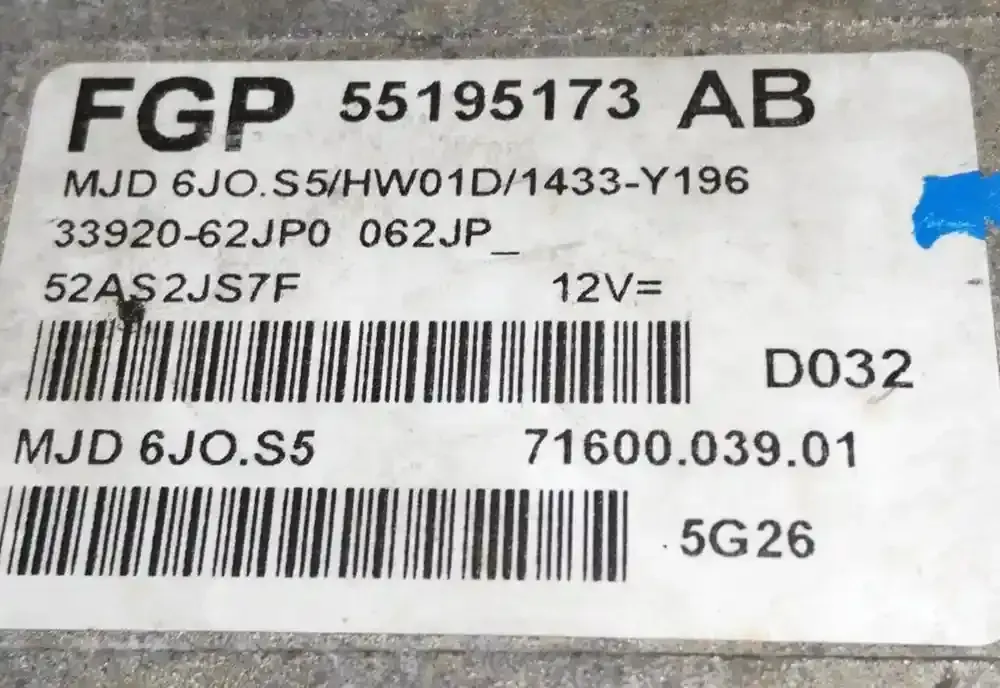 FGP 55195173 AB
MJD 6JO.S5/HW01D/1433-Y196
33920-62JP0 062JP_
52AS2JS7F 12V=
D032
MJD 6JO.S5 71600.039.01
5G26